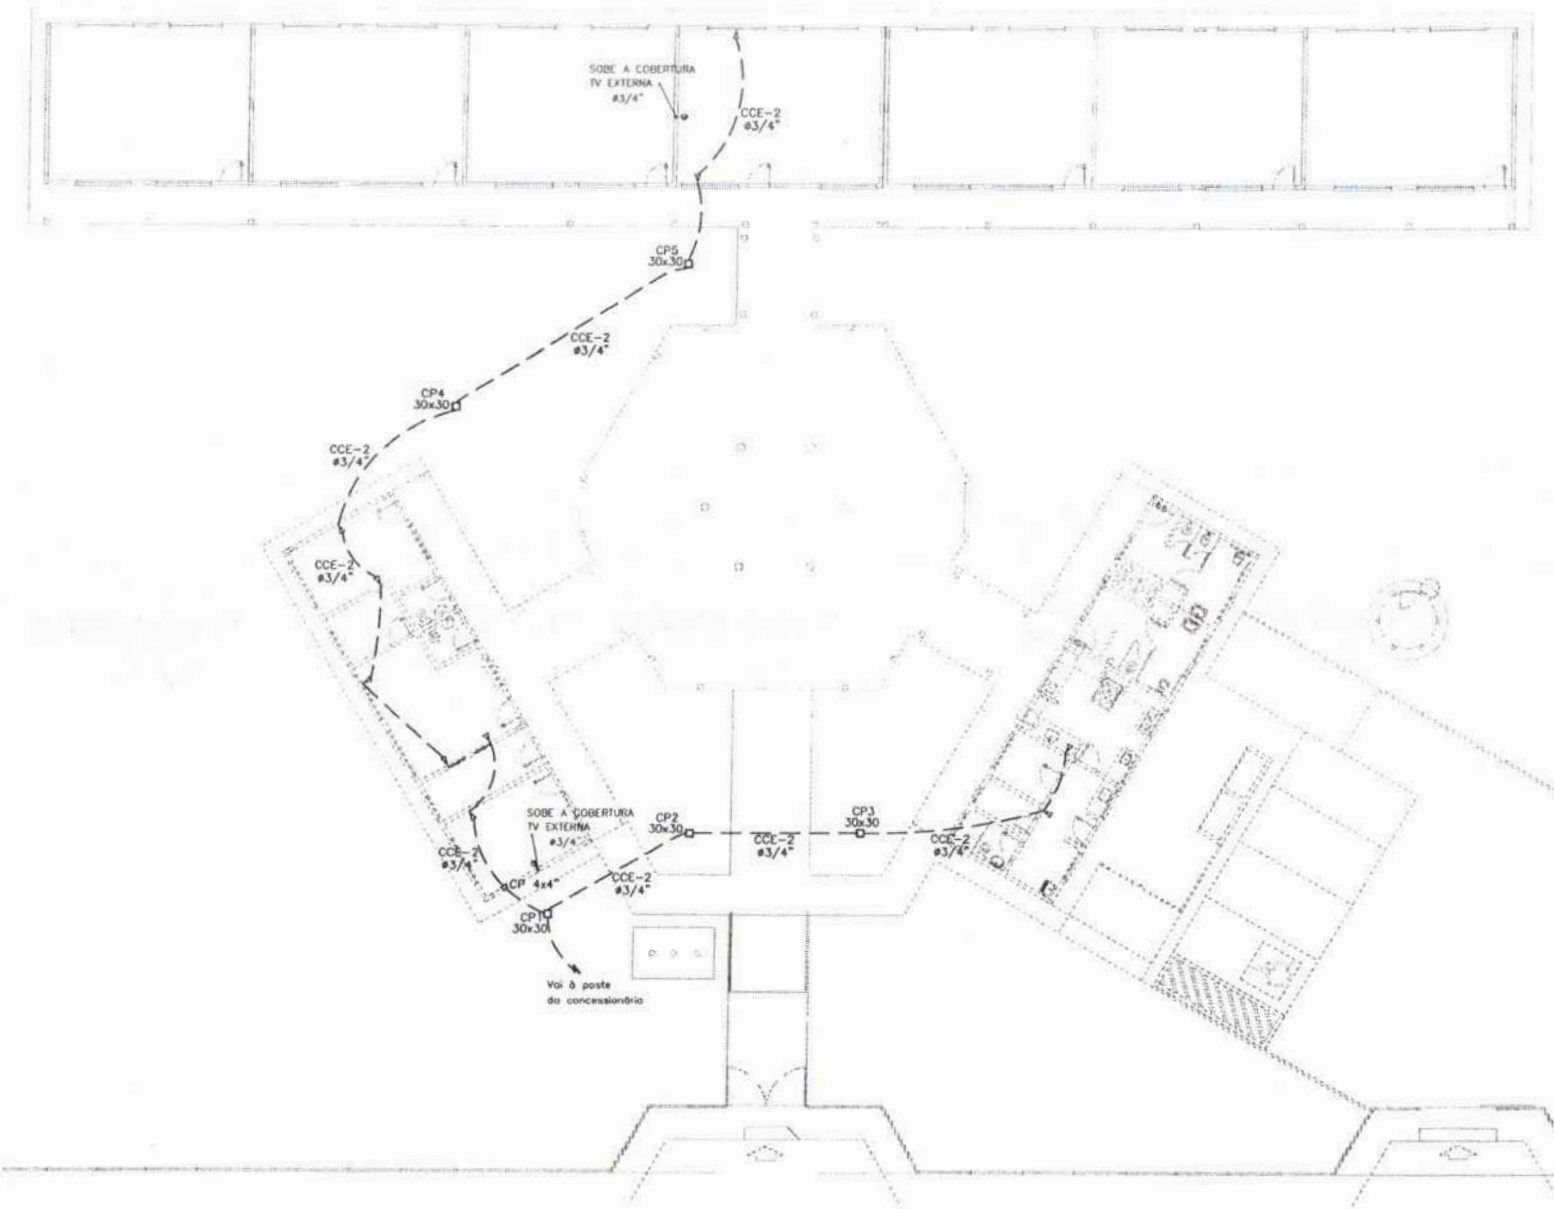 SOBE A COBERTURA
TV EXTERNA
ø3/4"
CCE-2
ø3/4"
CP5
30x30
CCE-2
ø3/4"
CP4
30x30
CCE-2
ø3/4"
CCE-2
ø3/4"
SOBE A COBERTURA
TV EXTERNA
ø3/4"
CP2
30x30
CP3
30x30
CCE-2
ø3/4"
CCE-2
ø3/4"
CCE-2
ø3/4"
CCE-2
ø3/4"
CP 4x4"
CP1
30x30
Vai à poste
da concessionária